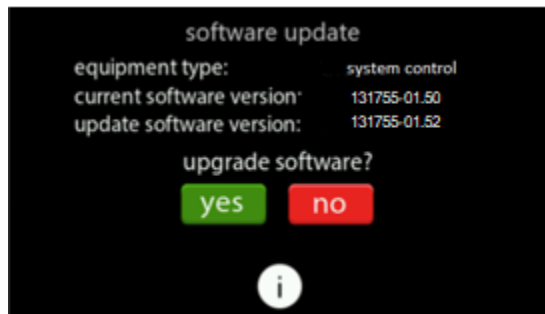 software update
equipment type: system control
current software version: 131755-01.50
update software version: 131755-01.52
upgrade software?
yes no
i